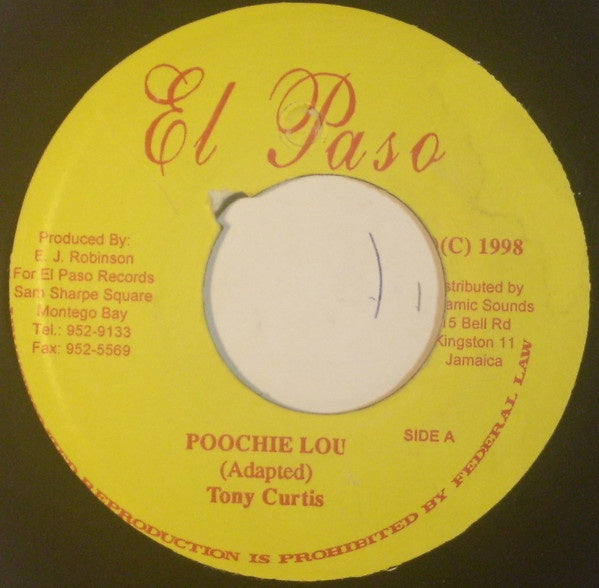 El Paso
Produced By:
E. J. Robinson
For El Paso Records
Sam Sharpe Square
Montego Bay
Tel.: 952-9133
Fax: 952-5569
(C) 1998
stributed by
amic Sounds
15 Bell Rd
Kingston 11
Jamaica
POOCHIE LOU
(Adapted)
Tony Curtis
SIDE A
REPRODUCTION IS PROHIBITED BY FEDERAL LAW